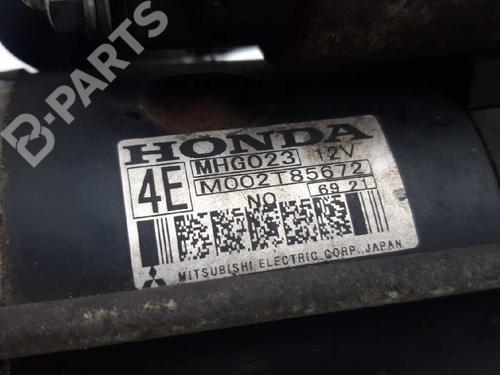 B-PARTS
HONDA
4E MHG023 12V
M002T85672
NO. 69 21
MITSUBISHI ELECTRIC CORP. JAPAN